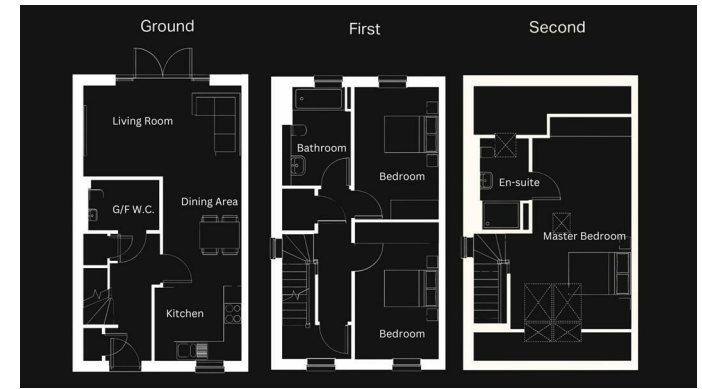 Ground
First
Second
Living Room
G/F W.C.
Dining Area
Kitchen
Bathroom
Bedroom
Bedroom
En-suite
Master Bedroom